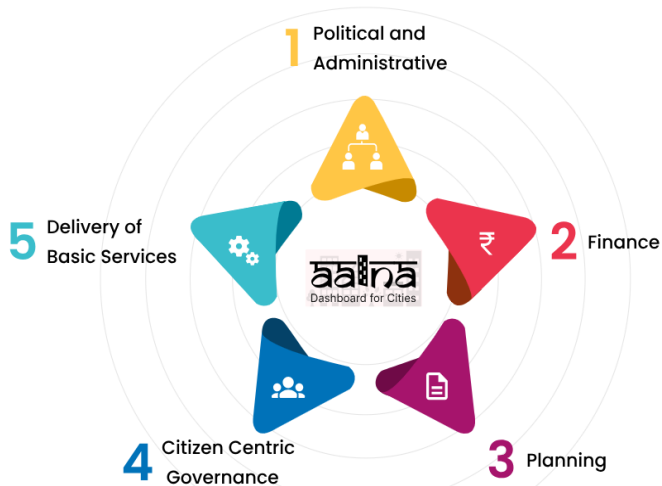 1 Political and
Administrative
2 Finance
3 Planning
4 Citizen Centric
Governance
5 Delivery of
Basic Services
₹
aaina
Dashboard for Cities